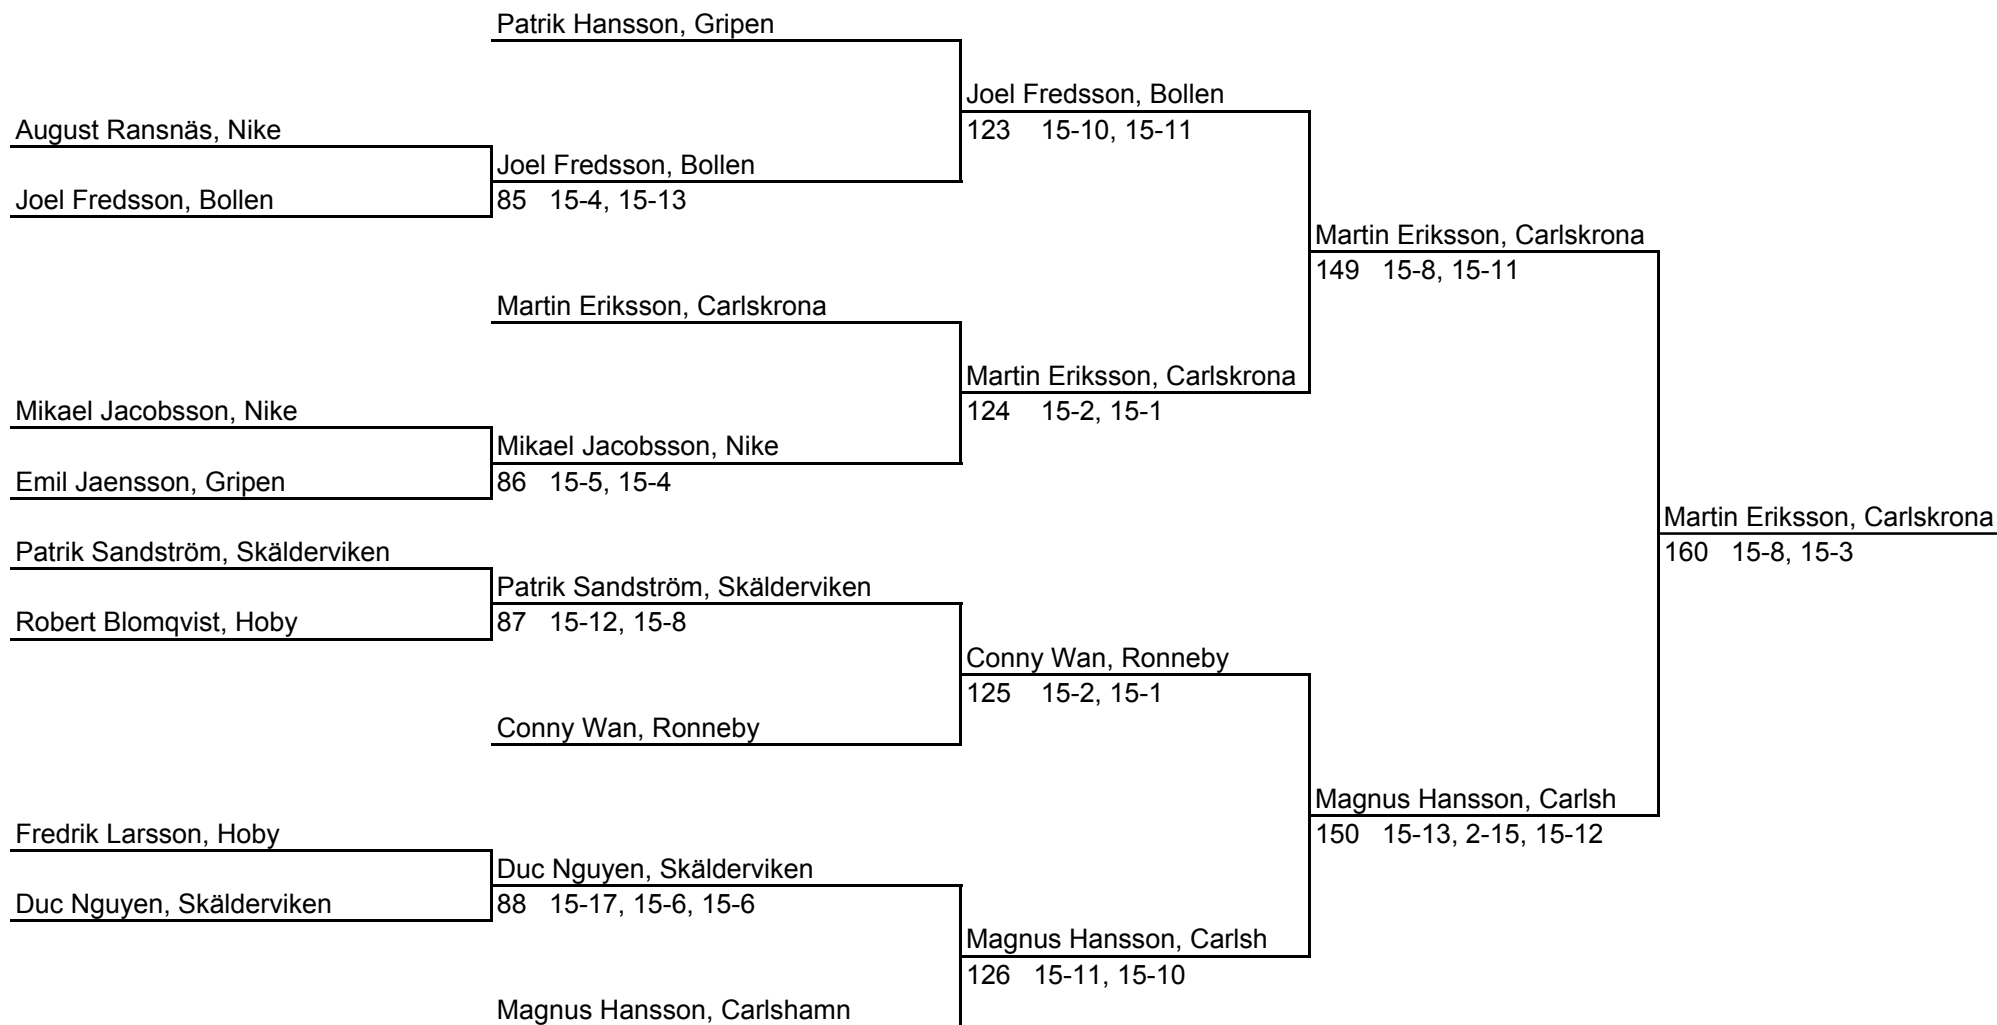 Patrik Hansson, Gripen
Joel Fredsson, Bollen
August Ransnäs, Nike
123 15-10, 15-11
Joel Fredsson, Bollen
Joel Fredsson, Bollen
85 15-4, 15-13
Martin Eriksson, Carlskrona
149 15-8, 15-11
Martin Eriksson, Carlskrona
Martin Eriksson, Carlskrona
Mikael Jacobsson, Nike
124 15-2, 15-1
Mikael Jacobsson, Nike
Emil Jaensson, Gripen
86 15-5, 15-4
Martin Eriksson, Carlskrona
Patrik Sandström, Skälderviken
160 15-8, 15-3
Patrik Sandström, Skälderviken
Robert Blomqvist, Hoby
87 15-12, 15-8
Conny Wan, Ronneby
125 15-2, 15-1
Conny Wan, Ronneby
Magnus Hansson, Carlsh
Fredrik Larsson, Hoby
150 15-13, 2-15, 15-12
Duc Nguyen, Skälderviken
Duc Nguyen, Skälderviken
88 15-17, 15-6, 15-6
Magnus Hansson, Carlsh
126 15-11, 15-10
Magnus Hansson, Carlshamn